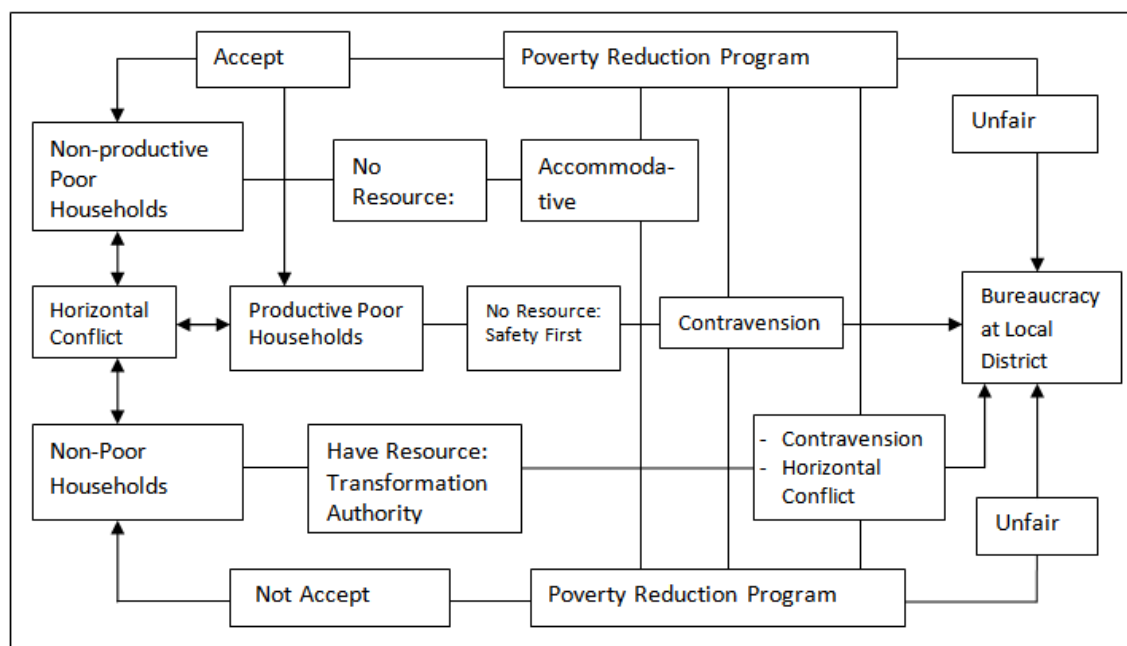 Accept
Poverty Reduction Program
Unfair
Non-productive
Poor
Households
No
Resource:
Accommoda-
tive
Horizontal
Conflict
Productive Poor
Households
No Resource:
Safety First
Contravension
Bureaucracy
at Local
District
Non-Poor
Households
Have Resource:
Transformation
Authority
- Contravension
- Horizontal
Conflict
Unfair
Not Accept
Poverty Reduction Program